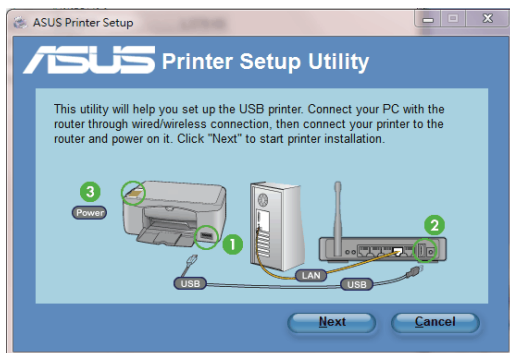 ASUS Printer Setup
ASUS Printer Setup Utility
This utility will help you set up the USB printer. Connect your PC with the
router through wired/wireless connection, then connect your printer to the
router and power on it. Click "Next" to start printer installation.
3
Power
1
2
LAN
USB
USB
Next
Cancel